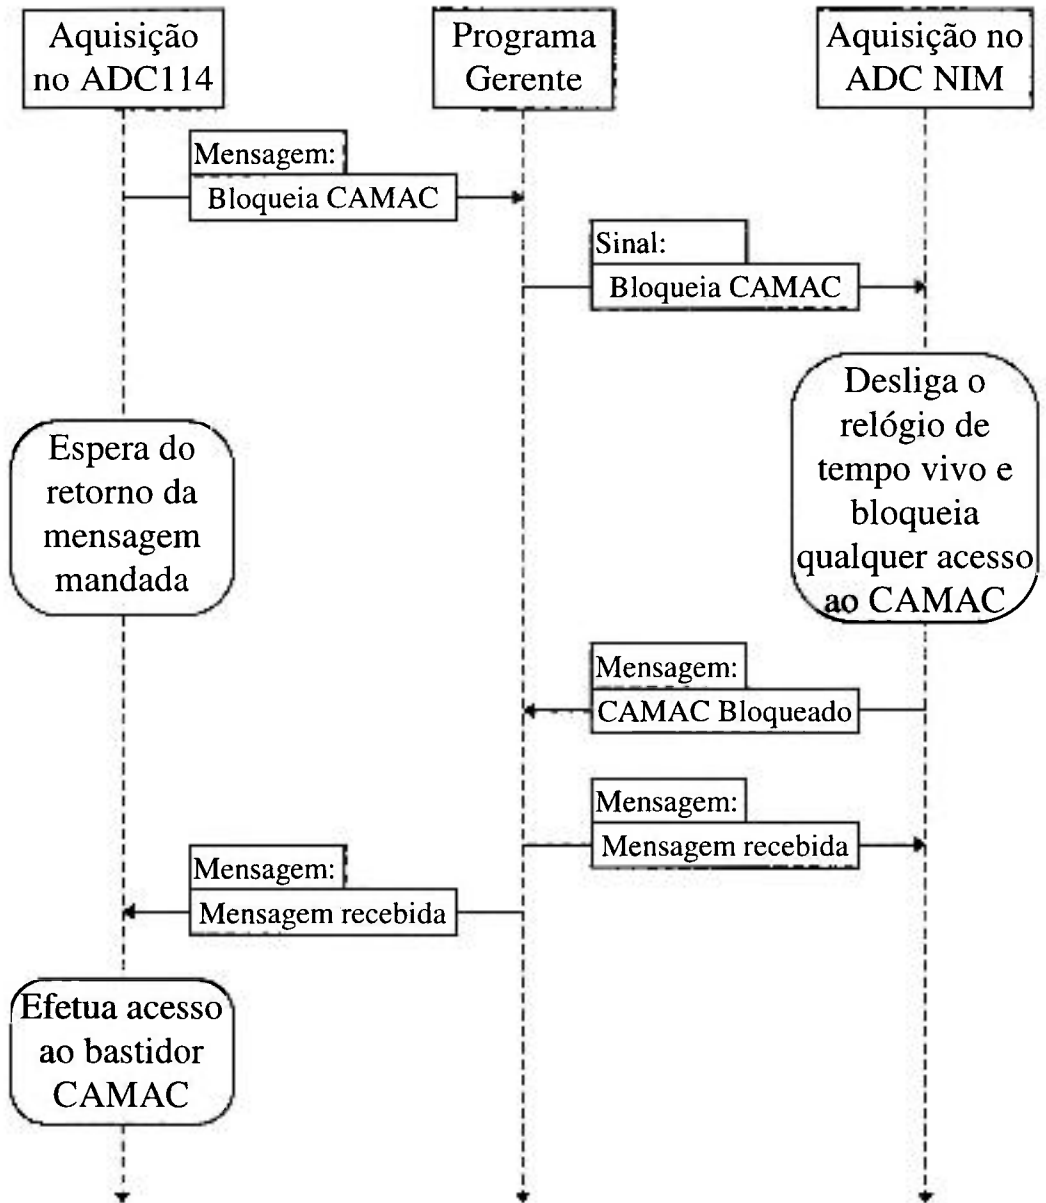 Aquisição
no ADC114
Programa
Gerente
Aquisição no
ADC NIM
Mensagem:
Bloqueia CAMAC
Sinal:
Bloqueia CAMAC
Desliga o
relógio de
tempo vivo e
bloqueia
qualquer acesso
ao CAMAC
Espera do
retorno da
mensagem
mandada
Mensagem:
CAMAC Bloqueado
Mensagem:
Mensagem recebida
Mensagem:
Mensagem recebida
Efetua acesso
ao bastidor
CAMAC